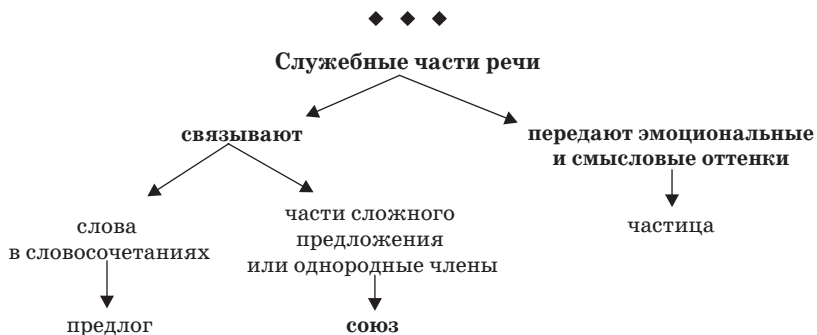 Служебные части речи
связывают
передают эмоциональные
и смысловые оттенки
слова
в словосочетаниях
части сложного
предложения
или однородные члены
частица
предлог
союз